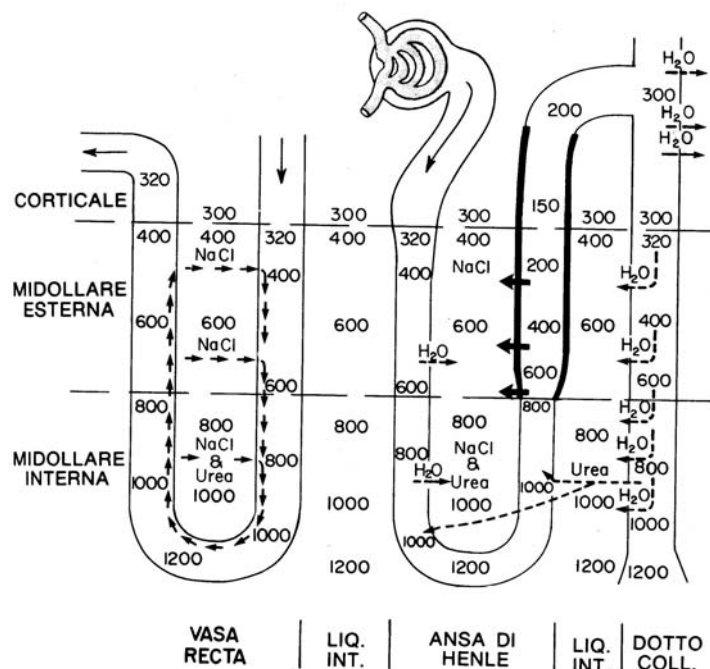 H₂O
200
300
H₂O
H₂O
320
CORTICALE
150
300 300 300 300 300
400 400 320 400 320 400 400 320
NaCl
NaCl
400 400 200 H₂O
MIDOLLARE
ESTERNA
600 600 600 600 400 600 400
NaCl H₂O H₂O
600 600 600 600
800 800 800 H₂O
800 800 800 800
MIDOLLARE
INTERNA
NaCl
&
Urea
800 800
NaCl
&
Urea
H₂O
H₂O
Urea 800
1000 1000 1000 1000 1000 1000 H₂O
1000 1000 1000
1200 1200 1200 1200 1200
VASA
RECTA
LIQ.
INT.
ANSA DI
HENLE
LIQ.
INT.
DOTTO
COLL.